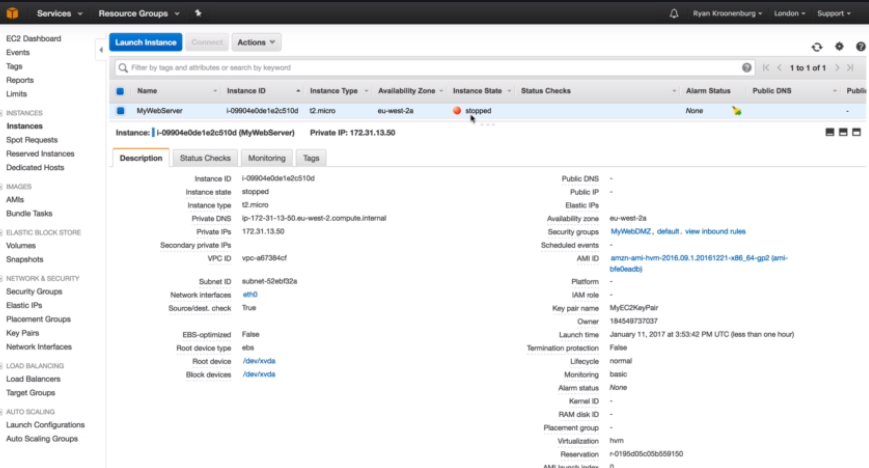 Services Resource Groups Ryan Kroonenburg London Support
EC2 Dashboard
Events
Tags
Reports
Limits
INSTANCES
Instances
Spot Requests
Reserved Instances
Dedicated Hosts
IMAGES
AMIs
Bundle Tasks
ELASTIC BLOCK STORE
Volumes
Snapshots
NETWORK & SECURITY
Security Groups
Elastic IPs
Placement Groups
Key Pairs
Network Interfaces
LOAD BALANCING
Load Balancers
Target Groups
AUTO SCALING
Launch Configurations
Auto Scaling Groups
Launch Instance Connect Actions
Filter by tags and attributes or search by keyword 1 to 1 of 1
Name Instance ID Instance Type Availability Zone Instance State Status Checks Alarm Status Public DNS Public
MyWebServer i-09904e0de1e2c510d t2.micro eu-west-2a stopped None -
Instance: i-09904e0de1e2c510d (MyWebServer) Private IP: 172.31.13.50
Description Status Checks Monitoring Tags
Instance ID i-09904e0de1e2c510d
Instance state stopped
Instance type t2.micro
Private DNS ip-172-31-13-50.eu-west-2.compute.internal
Private IPs 172.31.13.50
Secondary private IPs
VPC ID vpc-a67384cf
Subnet ID subnet-52ebf32a
Network interfaces eth0
Source/dest. check True
EBS-optimized False
Root device type ebs
Root device /dev/xvda
Block devices /dev/xvda
Public DNS -
Public IP -
Elastic IPs
Availability zone eu-west-2a
Security groups MyWebDMZ, default. view inbound rules
Scheduled events -
AMI ID amzn-ami-hvm-2016.09.1.20161221-x86_64-gp2 (ami-
bfe0eadb)
Platform -
IAM role -
Key pair name MyEC2KeyPair
Owner 184549737037
Launch time January 11, 2017 at 3:53:42 PM UTC (less than one hour)
Termination protection False
Lifecycle normal
Monitoring basic
Alarm status None
Kernel ID -
RAM disk ID -
Placement group -
Virtualization hvm
Reservation r-0195d05c05b559150
AMI launch index 0